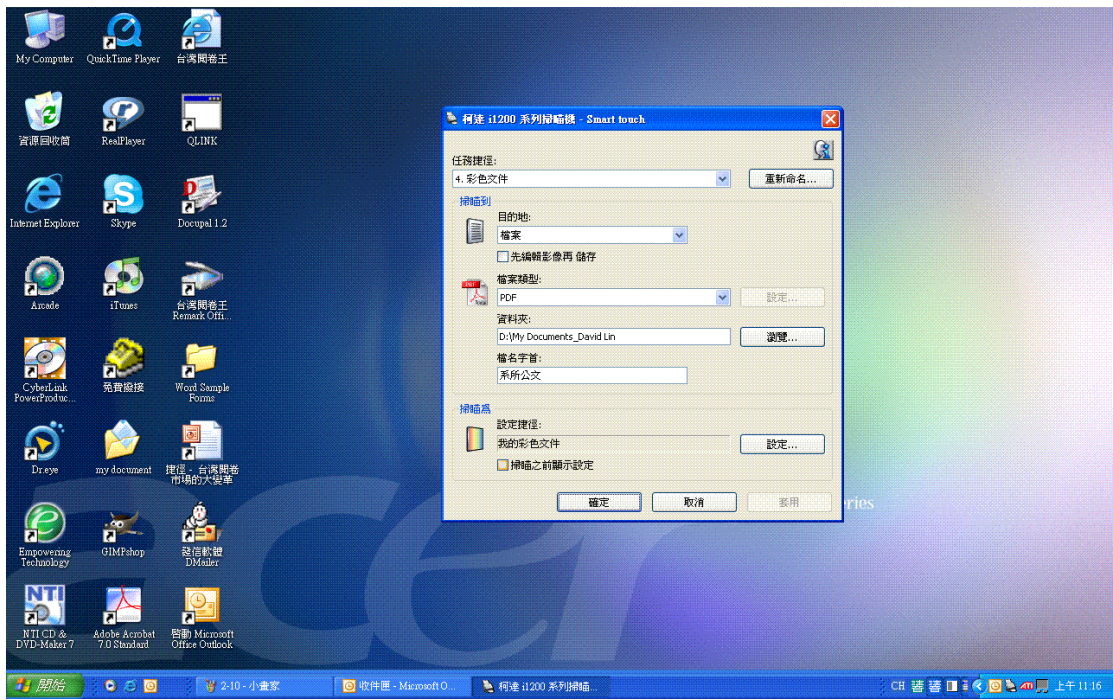 My Computer
QuickTime Player
台灣閱卷王
資源回收筒
RealPlayer
QLINK
Internet Explorer
Skype
Docupal 1.2
Arcade
iTunes
台灣閱卷王
Remark Offi...
CyberLink
PowerProduc...
免費撥接
Word Sample
Forms
Dr.eye
my document
捷徑 - 台灣閱卷
市場的大變革
Empowering
Technology
GIMPshop
發信軟體
DMailer
NTI
NTI CD &
DVD-Maker 7
Adobe Acrobat
7.0 Standard
啓動 Microsoft
Office Outlook
acer
ries
柯達 i1200 系列掃瞄機 - Smart touch
任務捷徑:
4. 彩色文件
重新命名...
掃瞄到
目的地:
檔案
先編輯影像再 儲存
檔案類型:
PDF
設定...
資料夾:
D:\My Documents_David Lin
瀏覽...
檔名字首:
系所公文
掃瞄爲
設定捷徑:
我的彩色文件
設定...
掃瞄之前顯示設定
確定
取消
套用
開始
2-10 - 小畫家
收件匣 - Microsoft O...
柯達 i1200 系列掃瞄...
CH
上午 11:16